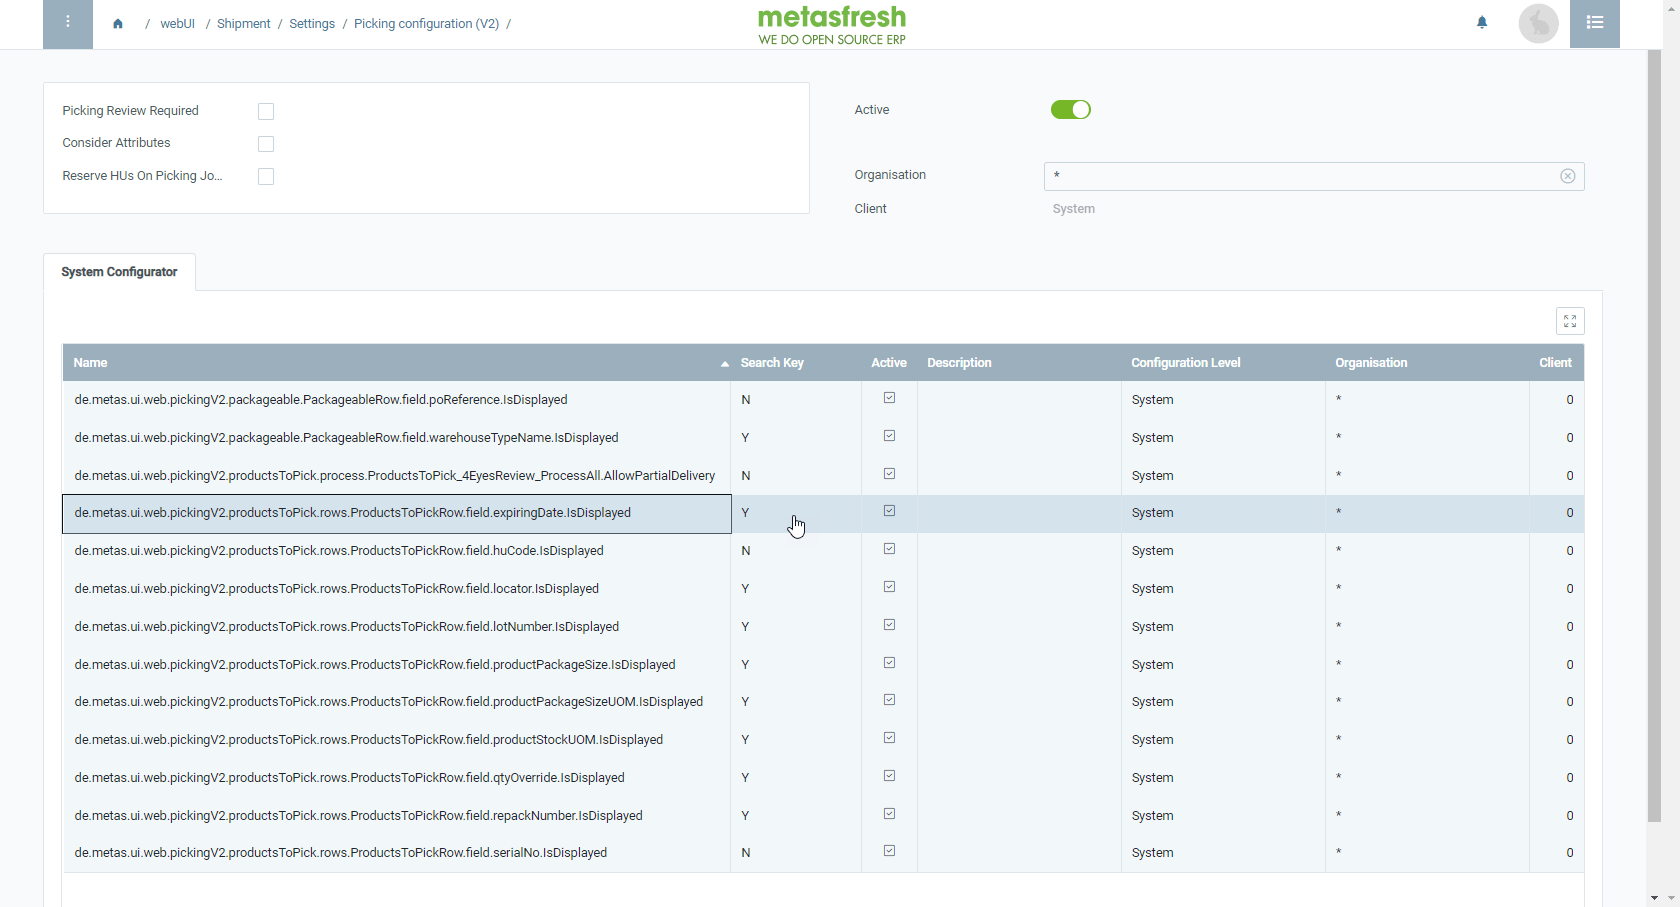 / webUI / Shipment / Settings / Picking configuration (V2) /
metasfresh
WE DO OPEN SOURCE ERP
Picking Review Required
Consider Attributes
Reserve HUs On Picking Jo...
Active
Organisation *
Client System
System Configurator
Name Search Key Active Description Configuration Level Organisation Client
de.metas.ui.web.pickingV2.packageable.PackageableRow.field.poReference.IsDisplayed N System * 0
de.metas.ui.web.pickingV2.packageable.PackageableRow.field.warehouseTypeName.IsDisplayed Y System * 0
de.metas.ui.web.pickingV2.productsToPick.process.ProductsToPick_4EyesReview_ProcessAll.AllowPartialDelivery N System * 0
de.metas.ui.web.pickingV2.productsToPick.rows.ProductsToPickRow.field.expiringDate.IsDisplayed Y System * 0
de.metas.ui.web.pickingV2.productsToPick.rows.ProductsToPickRow.field.huCode.IsDisplayed N System * 0
de.metas.ui.web.pickingV2.productsToPick.rows.ProductsToPickRow.field.locator.IsDisplayed Y System * 0
de.metas.ui.web.pickingV2.productsToPick.rows.ProductsToPickRow.field.lotNumber.IsDisplayed Y System * 0
de.metas.ui.web.pickingV2.productsToPick.rows.ProductsToPickRow.field.productPackageSize.IsDisplayed Y System * 0
de.metas.ui.web.pickingV2.productsToPick.rows.ProductsToPickRow.field.productPackageSizeUOM.IsDisplayed Y System * 0
de.metas.ui.web.pickingV2.productsToPick.rows.ProductsToPickRow.field.productStockUOM.IsDisplayed Y System * 0
de.metas.ui.web.pickingV2.productsToPick.rows.ProductsToPickRow.field.qtyOverride.IsDisplayed Y System * 0
de.metas.ui.web.pickingV2.productsToPick.rows.ProductsToPickRow.field.repackNumber.IsDisplayed Y System * 0
de.metas.ui.web.pickingV2.productsToPick.rows.ProductsToPickRow.field.serialNo.IsDisplayed N System * 0